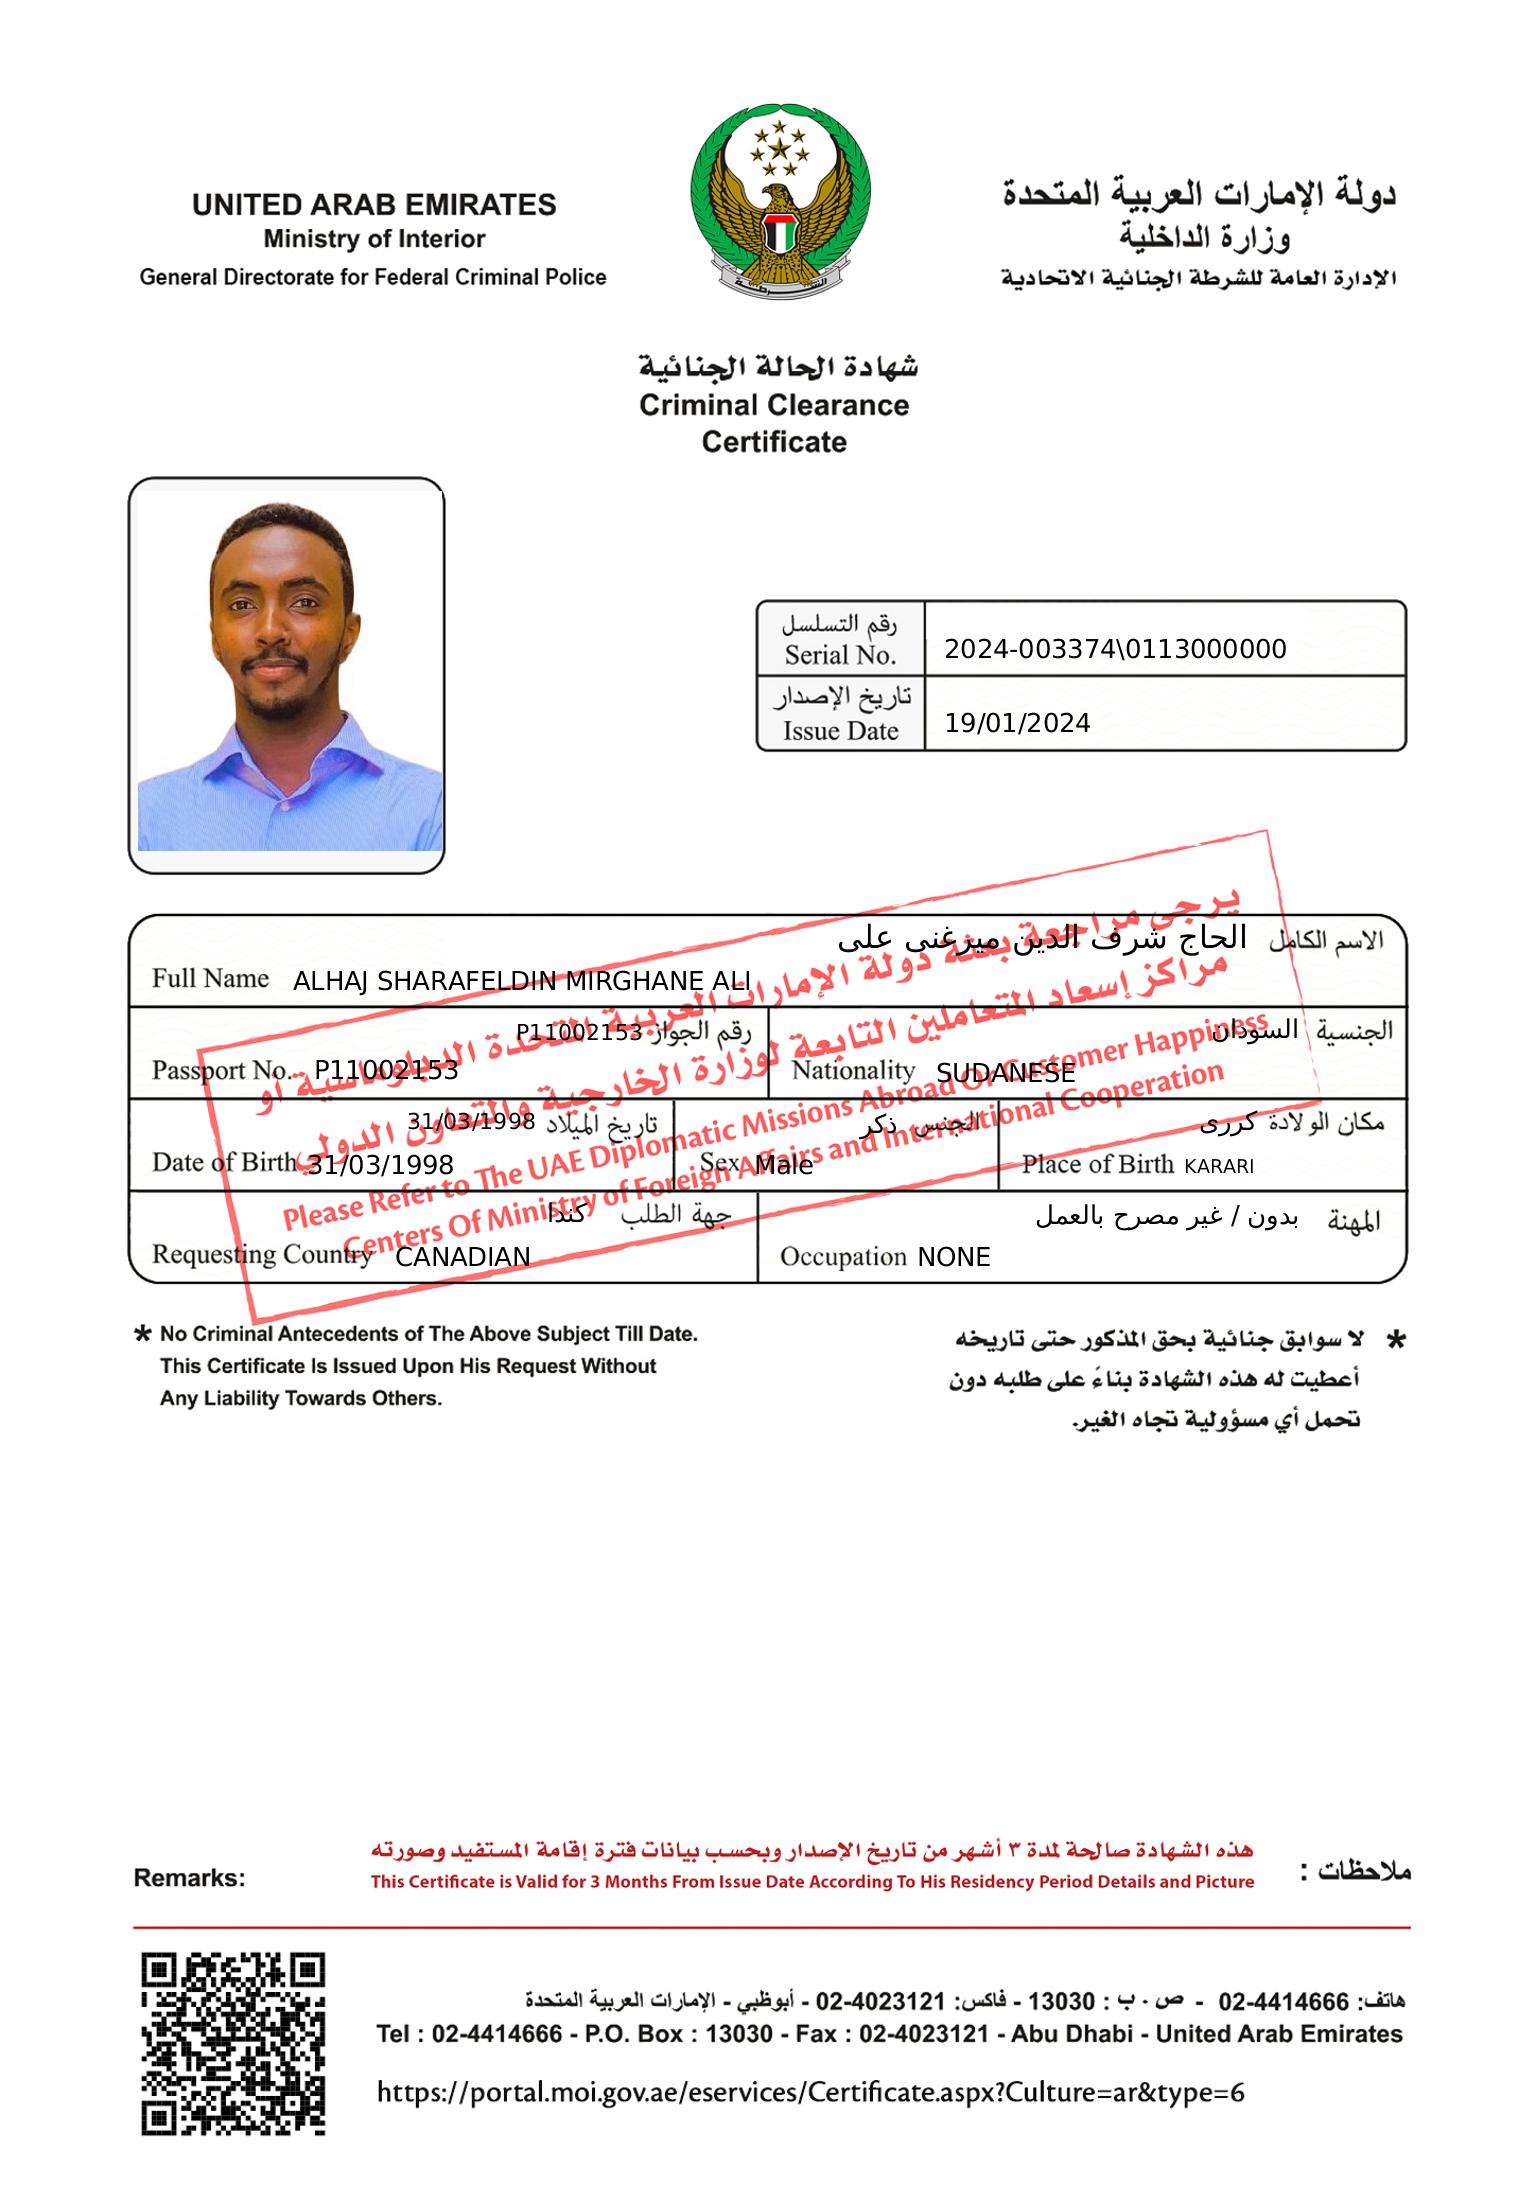 UNITED ARAB EMIRATES
Ministry of Interior
General Directorate for Federal Criminal Police
دولة الإمارات العربية المتحدة
وزارة الداخلية
الإدارة العامة للشرطة الجنائية الاتحادية
الشرطة
شهادة الحالة الجنائية
Criminal Clearance
Certificate
رقم التسلسل
Serial No. 2024-003374\0113000000
تاريخ الإصدار
Issue Date 19/01/2024
الاسم الكامل الحاج شرف الدين ميرغنى على
Full Name ALHAJ SHARAFELDIN MIRGHANE ALI
رقم الجواز P11002153
Passport No. P11002153
الجنسية السودان
Nationality SUDANESE
تاريخ الميلاد 31/03/1998
Date of Birth 31/03/1998
الجنس ذكر
Sex Male
مكان الولادة كررى
Place of Birth KARARI
جهة الطلب كندا
Requesting Country CANADIAN
المهنة بدون / غير مصرح بالعمل
Occupation NONE
يرجى مراجعة بعثة دولة الإمارات العربية المتحدة الدبلوماسية أو
مراكز إسعاد المتعاملين التابعة لوزارة الخارجية والتعاون الدولي
Please Refer to The UAE Diplomatic Missions Abroad Or Customer Happiness
Centers Of Ministry of Foreign Affairs and International Cooperation
* No Criminal Antecedents of The Above Subject Till Date.
This Certificate Is Issued Upon His Request Without
Any Liability Towards Others.
* لا سوابق جنائية بحق المذكور حتى تاريخه
أعطيت له هذه الشهادة بناءً على طلبه دون
تحمل أي مسؤولية تجاه الغير.
هذه الشهادة صالحة لمدة ٣ أشهر من تاريخ الإصدار وبحسب بيانات فترة إقامة المستفيد وصورته
ملاحظات :
Remarks: This Certificate is Valid for 3 Months From Issue Date According To His Residency Period Details and Picture
هاتف: 02-4414666 - ص . ب : 13030 - فاكس: 02-4023121 - أبوظبي - الإمارات العربية المتحدة
Tel : 02-4414666 - P.O. Box : 13030 - Fax : 02-4023121 - Abu Dhabi - United Arab Emirates
https://portal.moi.gov.ae/eservices/Certificate.aspx?Culture=ar&type=6